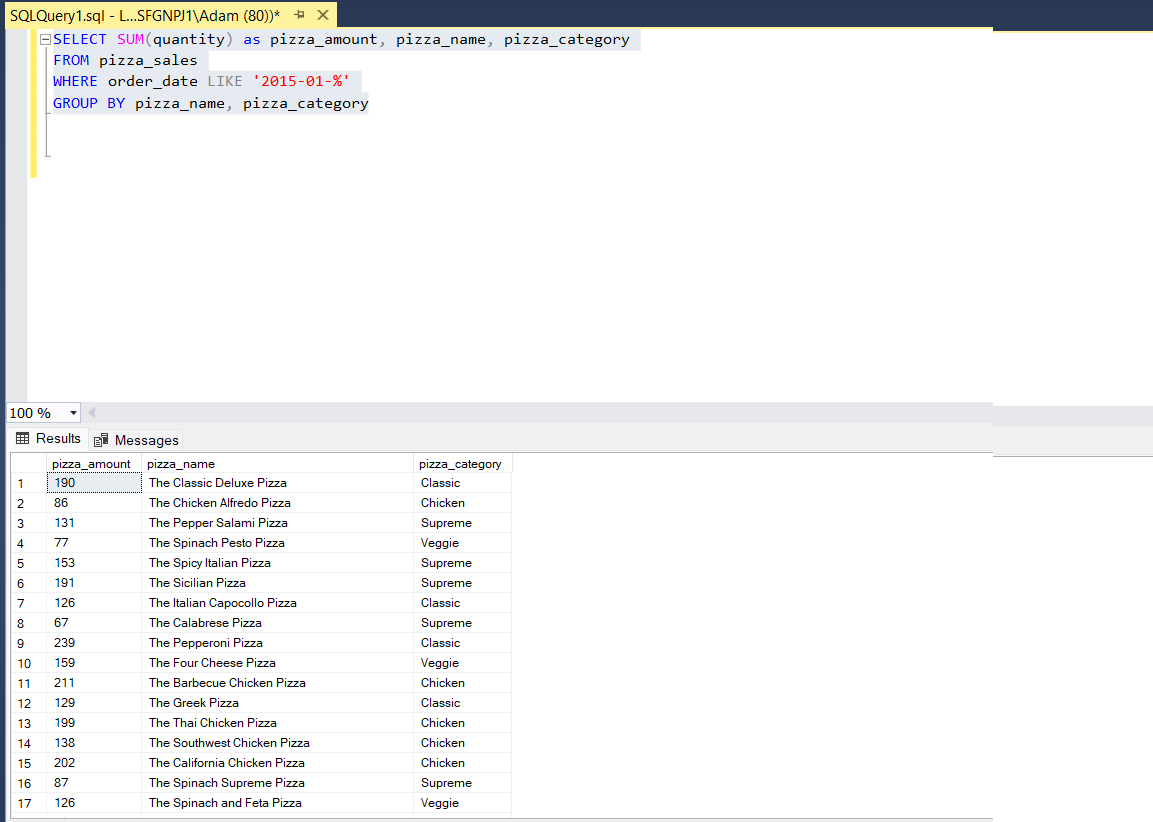 SQLQuery1.sql - L...SFGNPJ1\Adam (80))*
SELECT SUM(quantity) as pizza_amount, pizza_name, pizza_category
FROM pizza_sales
WHERE order_date LIKE '2015-01-%'
GROUP BY pizza_name, pizza_category
100 %
Results Messages
pizza_amount pizza_name pizza_category
1 190 The Classic Deluxe Pizza Classic
2 86 The Chicken Alfredo Pizza Chicken
3 131 The Pepper Salami Pizza Supreme
4 77 The Spinach Pesto Pizza Veggie
5 153 The Spicy Italian Pizza Supreme
6 191 The Sicilian Pizza Supreme
7 126 The Italian Capocollo Pizza Classic
8 67 The Calabrese Pizza Supreme
9 239 The Pepperoni Pizza Classic
10 159 The Four Cheese Pizza Veggie
11 211 The Barbecue Chicken Pizza Chicken
12 129 The Greek Pizza Classic
13 199 The Thai Chicken Pizza Chicken
14 138 The Southwest Chicken Pizza Chicken
15 202 The California Chicken Pizza Chicken
16 87 The Spinach Supreme Pizza Supreme
17 126 The Spinach and Feta Pizza Veggie